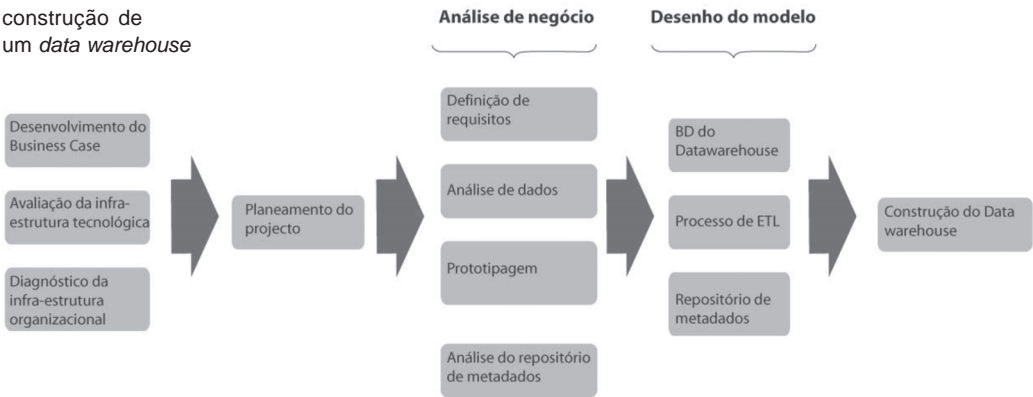 construção de
um data warehouse
Análise de negócio
Desenho do modelo
Desenvolvimento do
Business Case
Avaliação da infra-
estrutura tecnológica
Diagnóstico da
infra-estrutura
organizacional
Planeamento do
projecto
Definição de
requisitos
Análise de dados
Prototipagem
Análise do repositório
de metadados
BD do
Datawarehouse
Processo de ETL
Repositório de
metadados
Construção do Data
warehouse